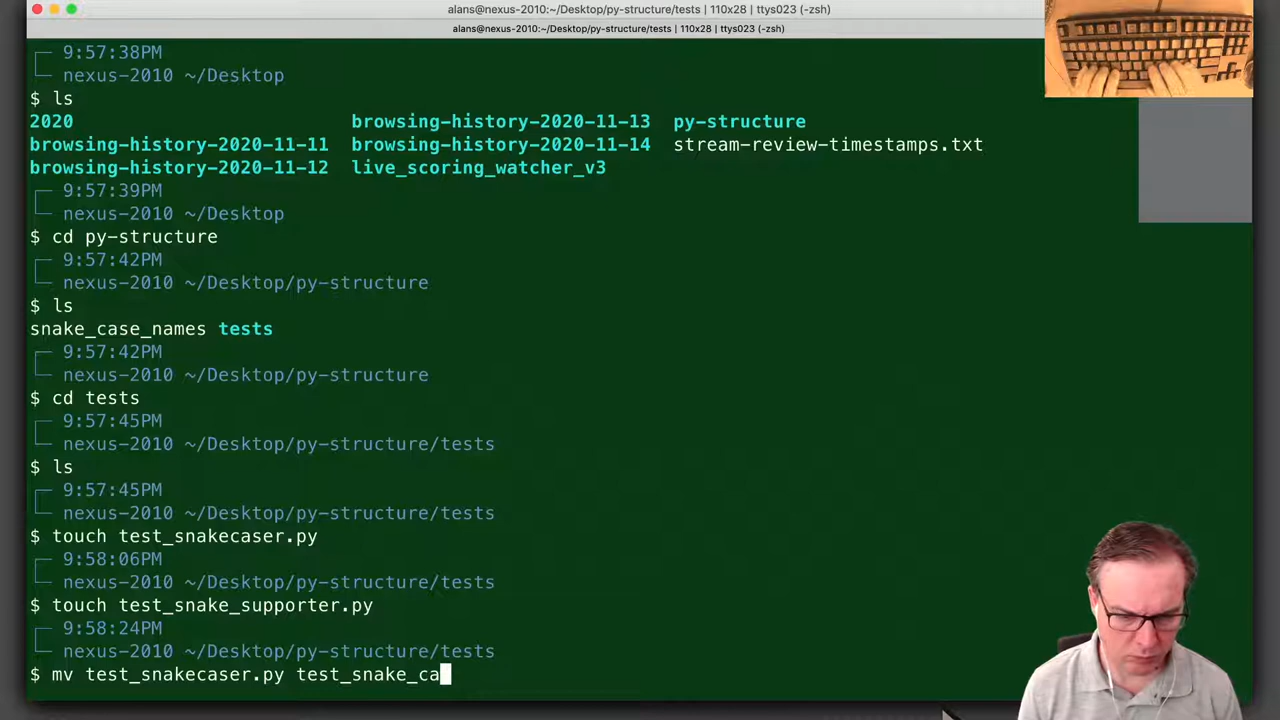 alans@nexus-2010:~/Desktop/py-structure/tests | 110x28 | ttys023 (-zsh)
alans@nexus-2010:~/Desktop/py-structure/tests | 110x28 | ttys023 (-zsh)
9:57:38PM
nexus-2010 ~/Desktop
$ ls
2020 browsing-history-2020-11-13 py-structure
browsing-history-2020-11-11 browsing-history-2020-11-14 stream-review-timestamps.txt
browsing-history-2020-11-12 live_scoring_watcher_v3
9:57:39PM
nexus-2010 ~/Desktop
$ cd py-structure
9:57:42PM
nexus-2010 ~/Desktop/py-structure
$ ls
snake_case_names tests
9:57:42PM
nexus-2010 ~/Desktop/py-structure
$ cd tests
9:57:45PM
nexus-2010 ~/Desktop/py-structure/tests
$ ls
9:57:45PM
nexus-2010 ~/Desktop/py-structure/tests
$ touch test_snakecaser.py
9:58:06PM
nexus-2010 ~/Desktop/py-structure/tests
$ touch test_snake_supporter.py
9:58:24PM
nexus-2010 ~/Desktop/py-structure/tests
$ mv test_snakecaser.py test_snake_ca